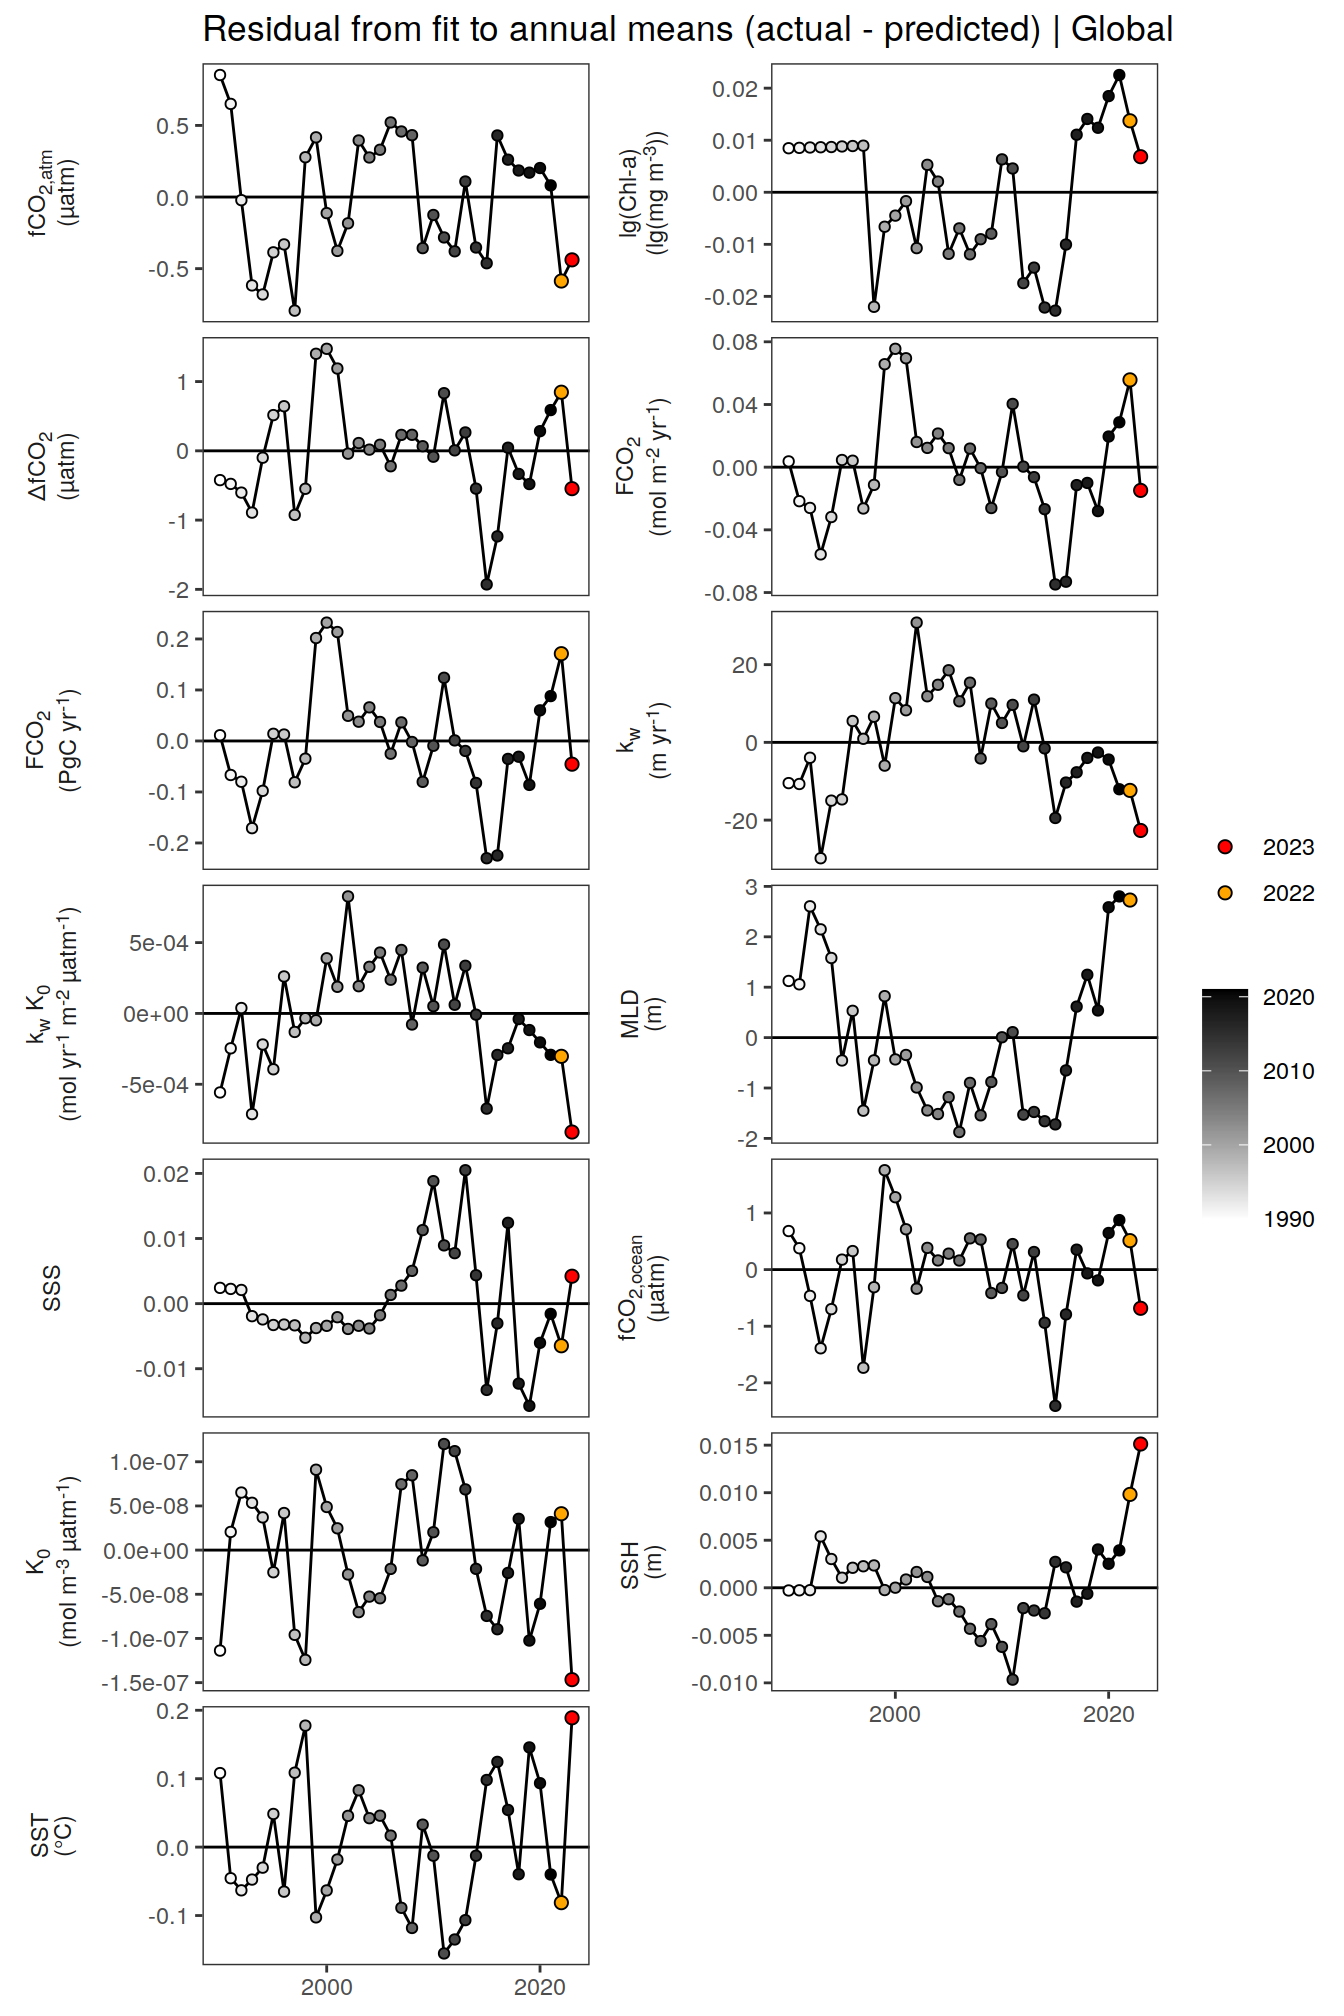 Residual from fit to annual means (actual - predicted) | Global
fCO2,atm
(µatm)
0.5
0.0
-0.5
lg(Chl-a)
(lg(mg m-3))
0.02
0.01
0.00
-0.01
-0.02
ΔfCO2
(µatm)
1
0
-1
-2
FCO2
(mol m-2 yr-1)
0.08
0.04
0.00
-0.04
-0.08
FCO2
(PgC yr-1)
0.2
0.1
0.0
-0.1
-0.2
kw
(m yr-1)
20
0
-20
kw K0
(mol yr-1 m-2 µatm-1)
5e-04
0e+00
-5e-04
MLD
(m)
3
2
1
0
-1
-2
SSS
0.02
0.01
0.00
-0.01
fCO2,ocean
(µatm)
1
0
-1
-2
K0
(mol m-3 µatm-1)
1.0e-07
5.0e-08
0.0e+00
-5.0e-08
-1.0e-07
-1.5e-07
SSH
(m)
0.015
0.010
0.005
0.000
-0.005
-0.010
2000
2020
SST
(°C)
0.2
0.1
0.0
-0.1
2000
2020
2023
2022
2020
2010
2000
1990